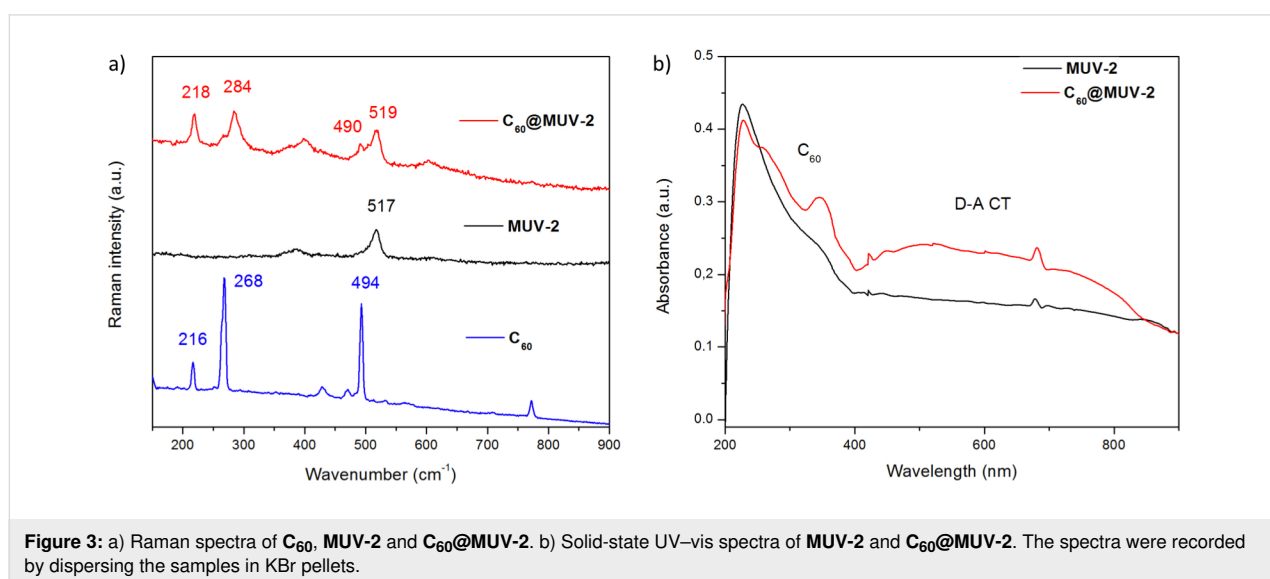 a)
218
284
490
519
C60@MUV-2
517
MUV-2
268
494
216
C60
Raman intensity (a.u.)
200 300 400 500 600 700 800 900
Wavenumber (cm-1)
b)
0.5
0.4
0.3
0.2
0.1
0.0
MUV-2
C60@MUV-2
C60
D-A CT
Absorbance (a.u.)
200 400 600 800
Wavelength (nm)
Figure 3: a) Raman spectra of C60, MUV-2 and C60@MUV-2. b) Solid-state UV–vis spectra of MUV-2 and C60@MUV-2. The spectra were recorded
by dispersing the samples in KBr pellets.